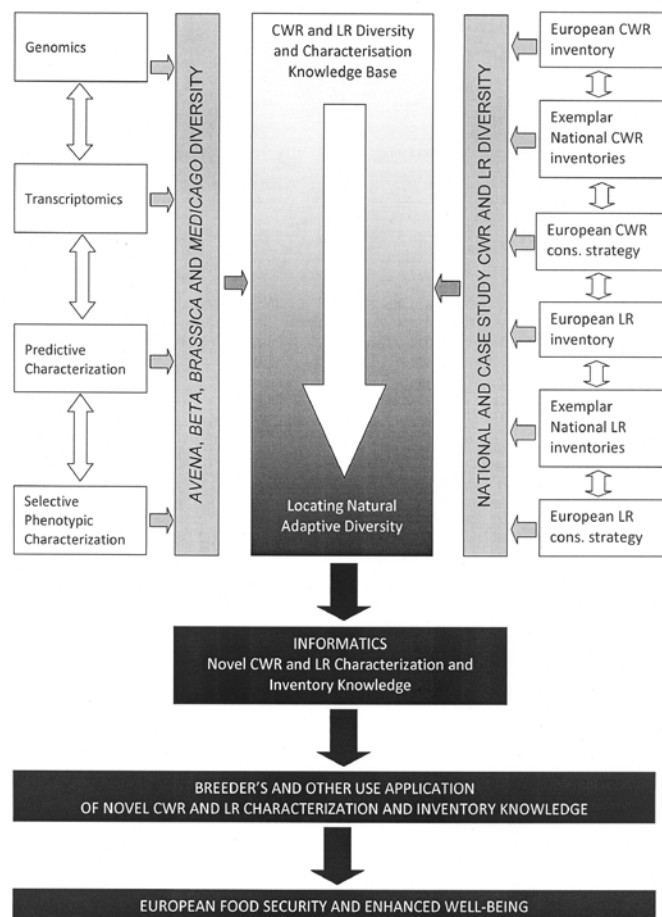 Genomics
Transcriptomics
Predictive Characterization
Selective
Phenotypic
Characterization
AVENA, BETA, BRASSICA AND MEDICAGO DIVERSITY
CWR and LR Diversity
and Characterisation
Knowledge Base
Locating Natural
Adaptive Diversity
NATIONAL AND CASE STUDY CWR AND LR DIVERSITY
European CWR
inventory
Exemplar
National CWR
inventories
European CWR
cons. strategy
European LR
inventory
Exemplar
National LR
inventories
European LR
cons. strategy
INFORMATICS
Novel CWR and LR Characterization and
Inventory Knowledge
BREEDER'S AND OTHER USE APPLICATION
OF NOVEL CWR AND LR CHARACTERIZATION AND INVENTORY KNOWLEDGE
EUROPEAN FOOD SECURITY AND ENHANCED WELL-BEING